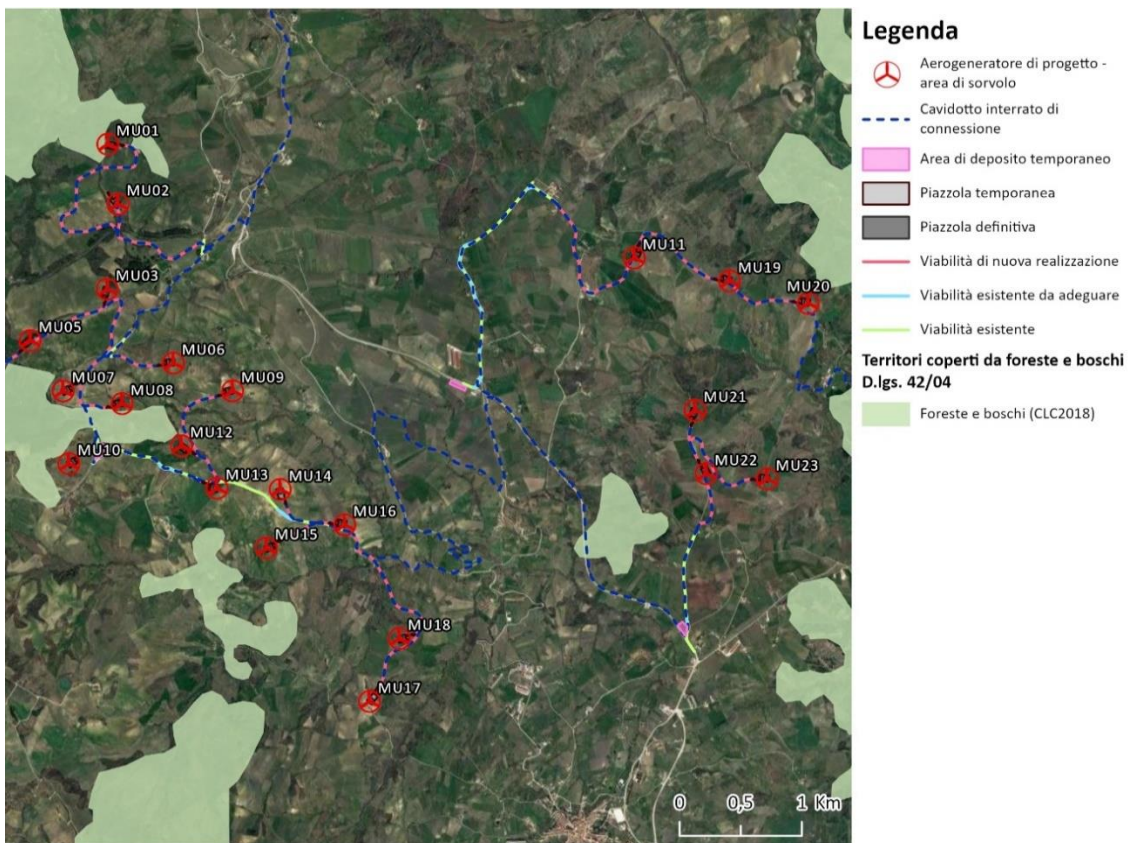 MU01
MU02
MU03
MU05
MU06
MU07
MU08
MU09
MU10
MU12
MU13
MU14
MU15
MU16
MU18
MU17
MU11
MU19
MU20
MU21
MU22
MU23
0 0,5 1 Km
Legenda
Aerogeneratore di progetto -
area di sorvolo
Cavidotto interrato di
connessione
Area di deposito temporaneo
Piazzola temporanea
Piazzola definitiva
Viabilità di nuova realizzazione
Viabilità esistente da adeguare
Viabilità esistente
Territori coperti da foreste e boschi
D.lgs. 42/04
Foreste e boschi (CLC2018)